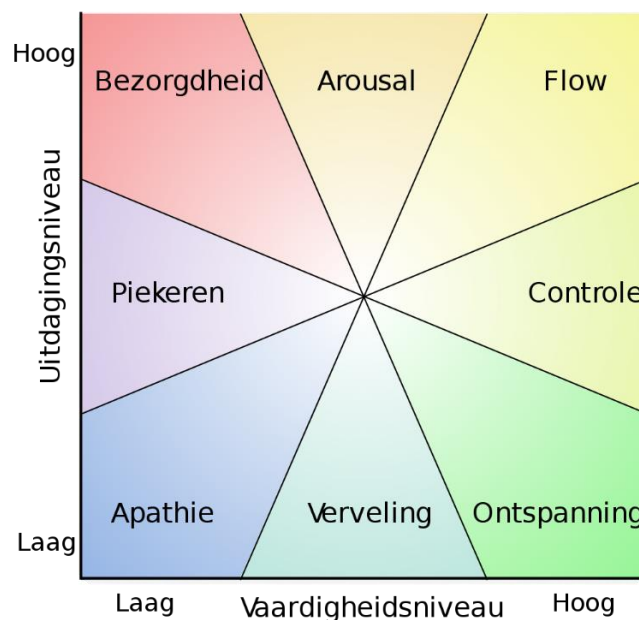 Hoog
Bezorgdheid
Arousal
Flow
Uitdagingsniveau
Piekeren
Controle
Apathie
Verveling
Ontspanning
Laag
Laag
Vaardigheidsniveau
Hoog